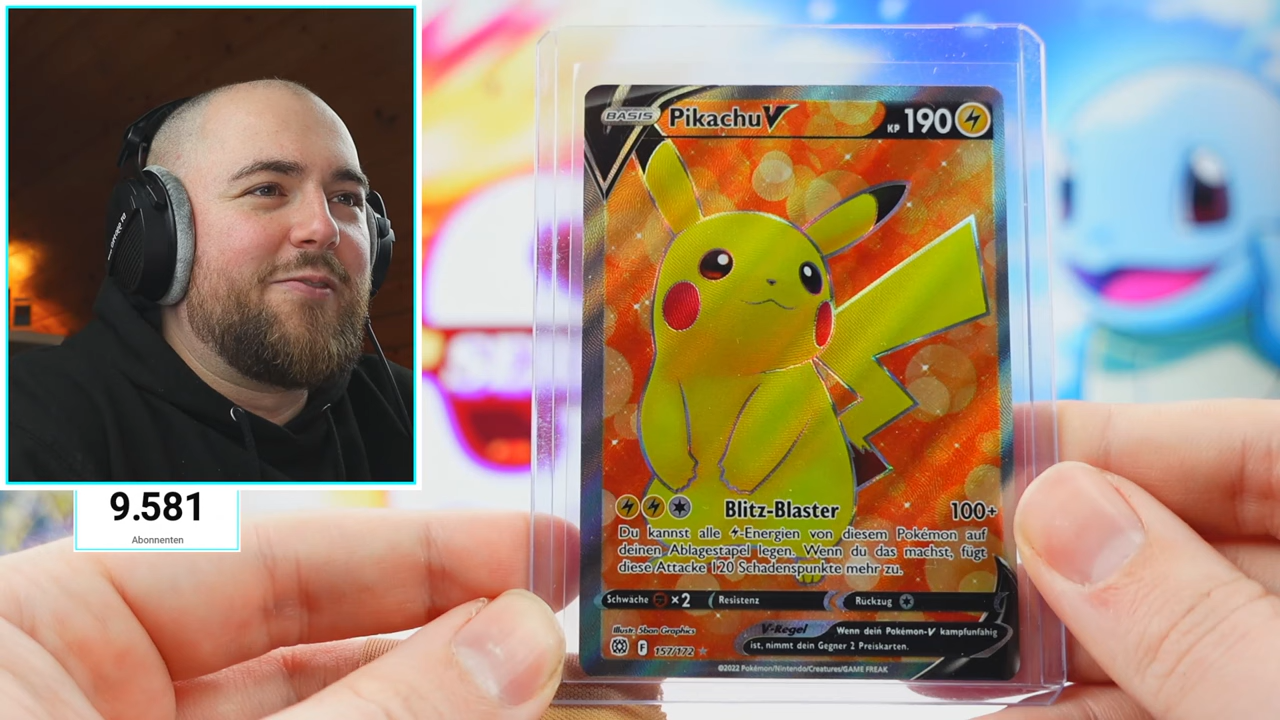 BASIS Pikachu V KP 190
Blitz-Blaster 100+
Du kannst alle -Energien von diesem Pokémon auf
deinen Ablagestapel legen. Wenn du das machst, fügt
diese Attacke 120 Schadenspunkte mehr zu.
Schwäche ×2 Resistenz Rückzug
V-Regel Wenn dein Pokémon-V kampfunfähig
ist, nimmt dein Gegner 2 Preiskarten.
Illustr. 5ban Graphics
F 157/172
©2022 Pokémon/Nintendo/Creatures/GAME FREAK
9.581
Abonnenten